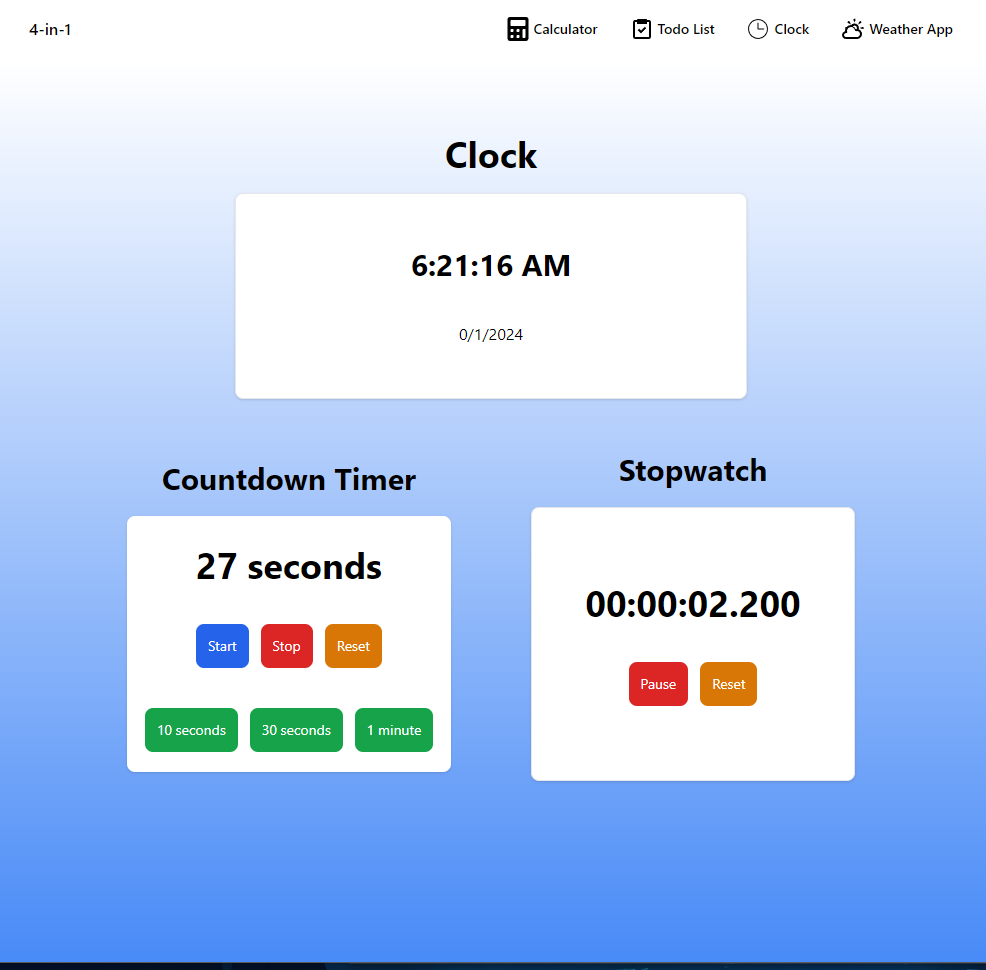 4-in-1
Calculator
Todo List
Clock
Weather App
Clock
6:21:16 AM
0/1/2024
Countdown Timer
27 seconds
Start
Stop
Reset
10 seconds
30 seconds
1 minute
Stopwatch
00:00:02.200
Pause
Reset